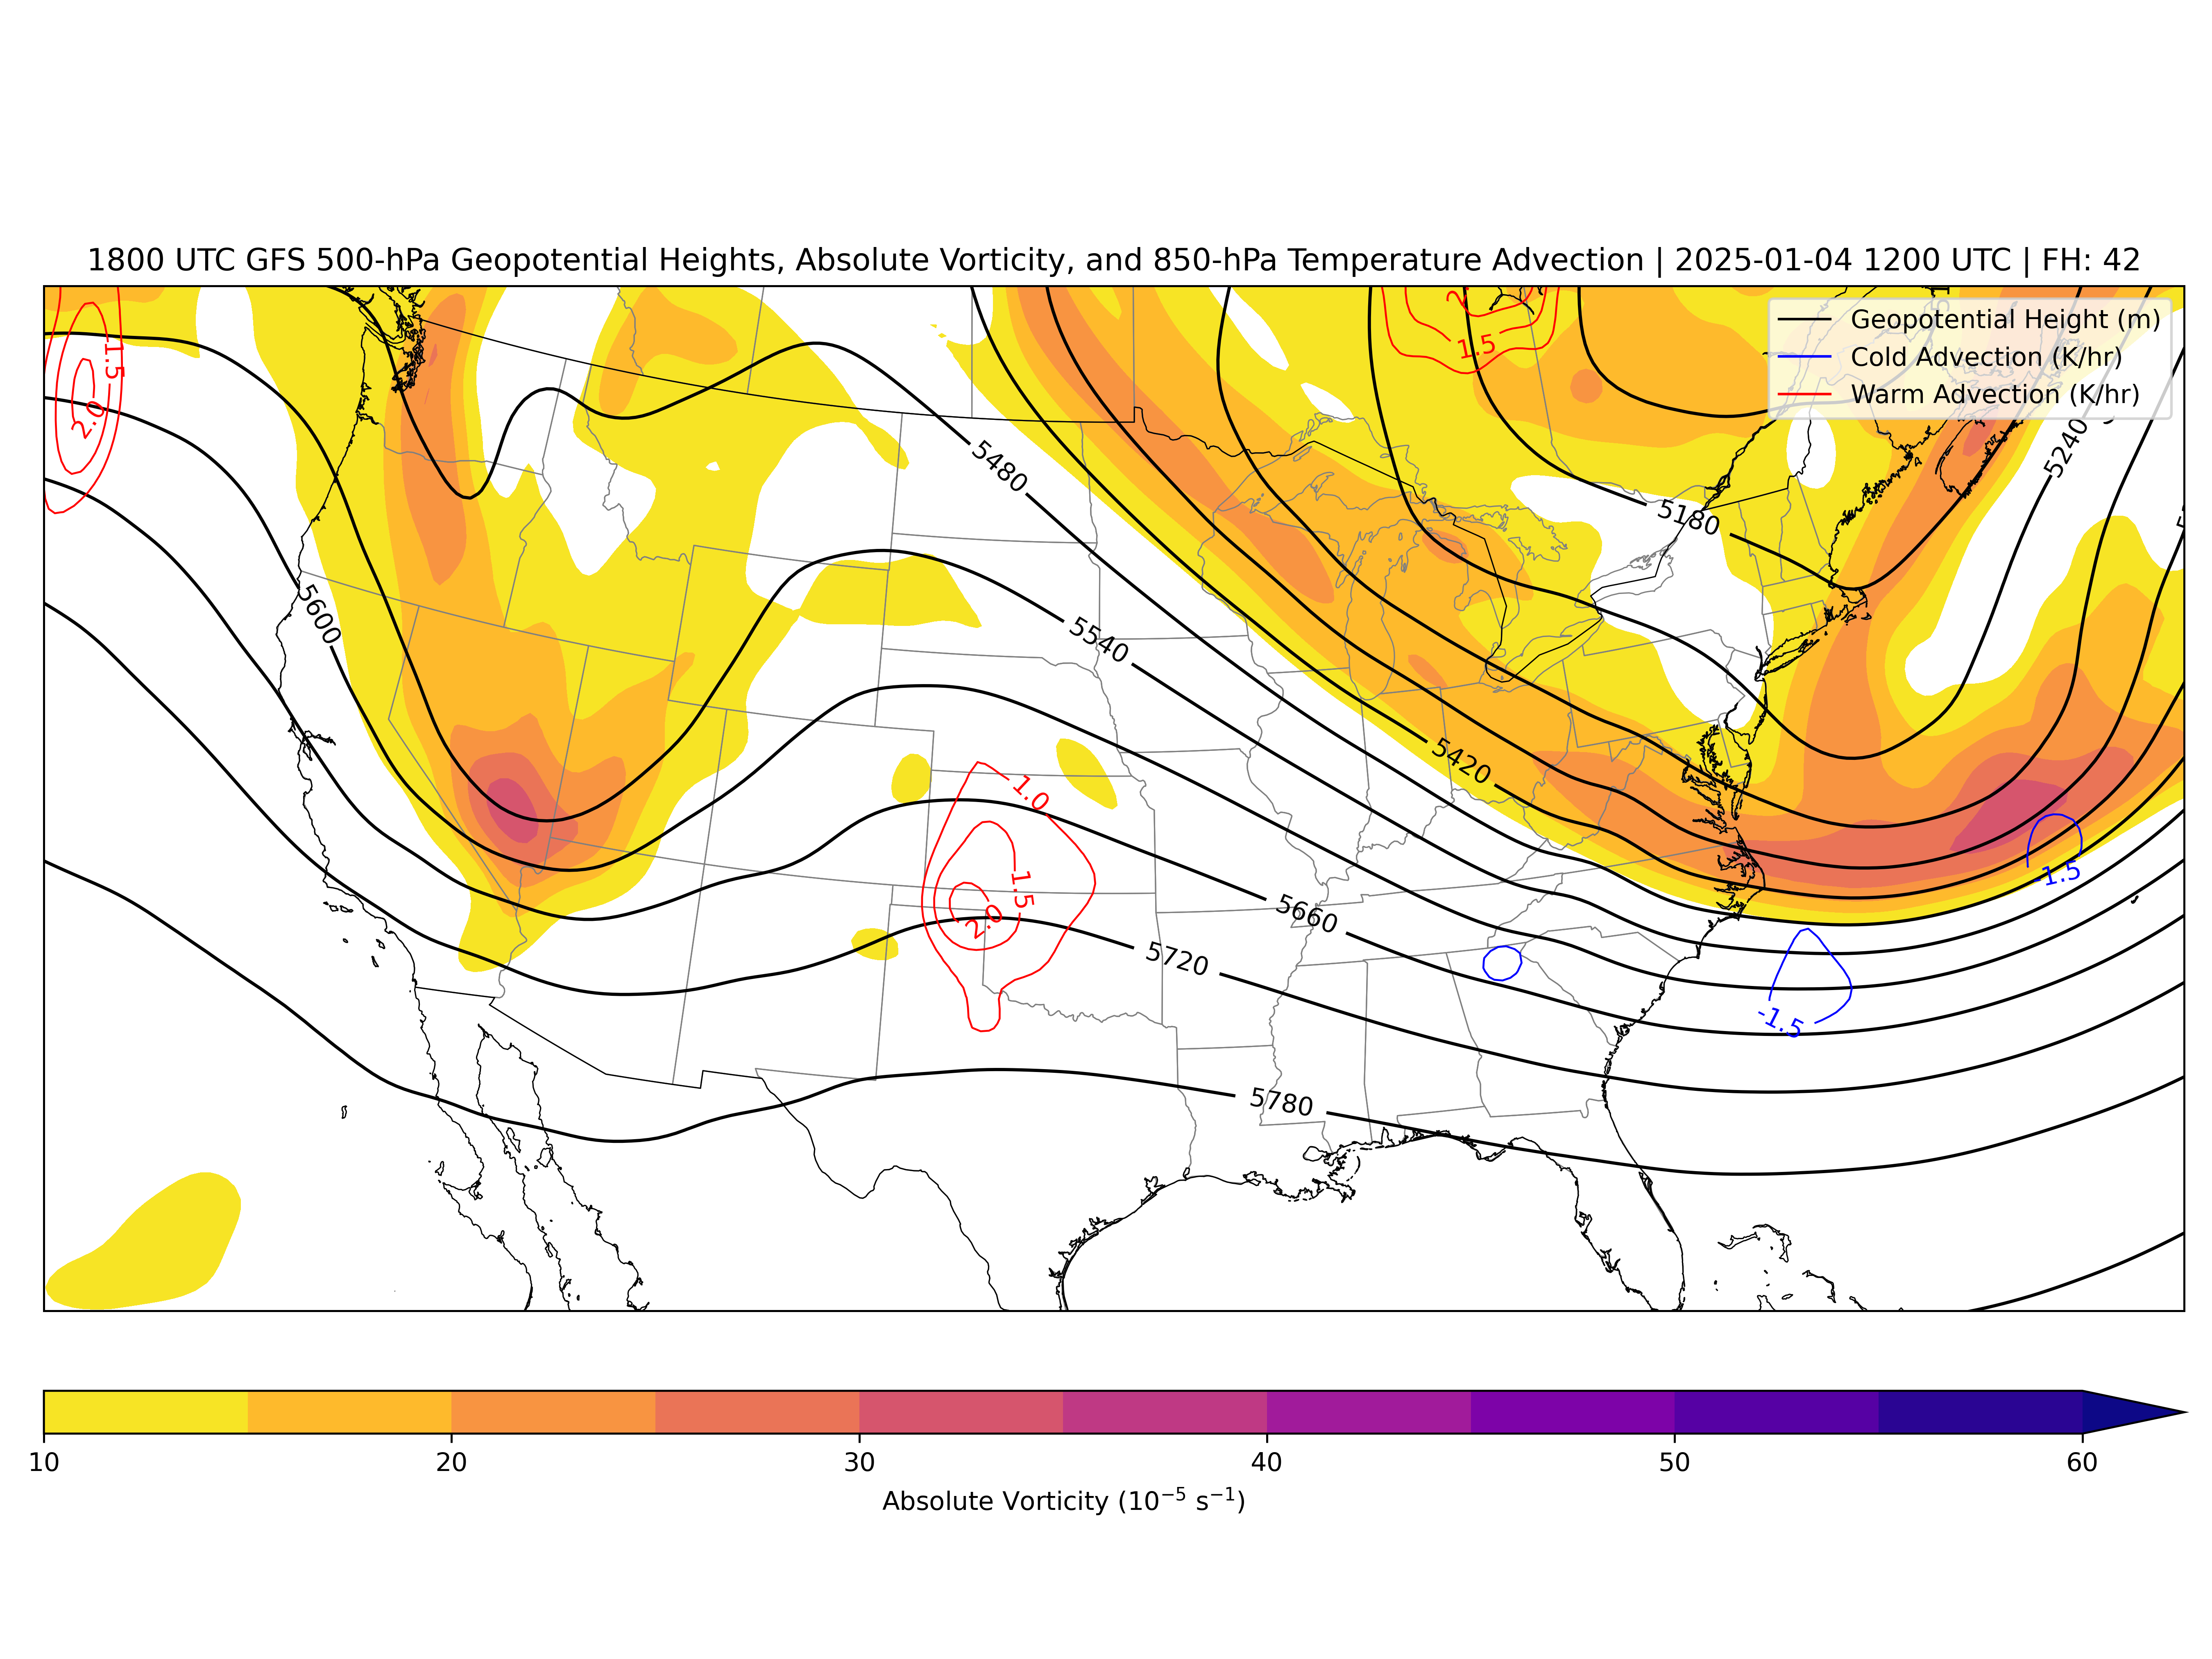 1800 UTC GFS 500-hPa Geopotential Heights, Absolute Vorticity, and 850-hPa Temperature Advection | 2025-01-04 1200 UTC | FH: 42
Geopotential Height (m)
Cold Advection (K/hr)
Warm Advection (K/hr)
1.5
2.0
1.5
5240
5480
5180
5600
5540
5420
1.0
1.5
2.0
5660
-1.5
5720
-1.5
5780
10 20 30 40 50 60
Absolute Vorticity (10⁻⁵ s⁻¹)